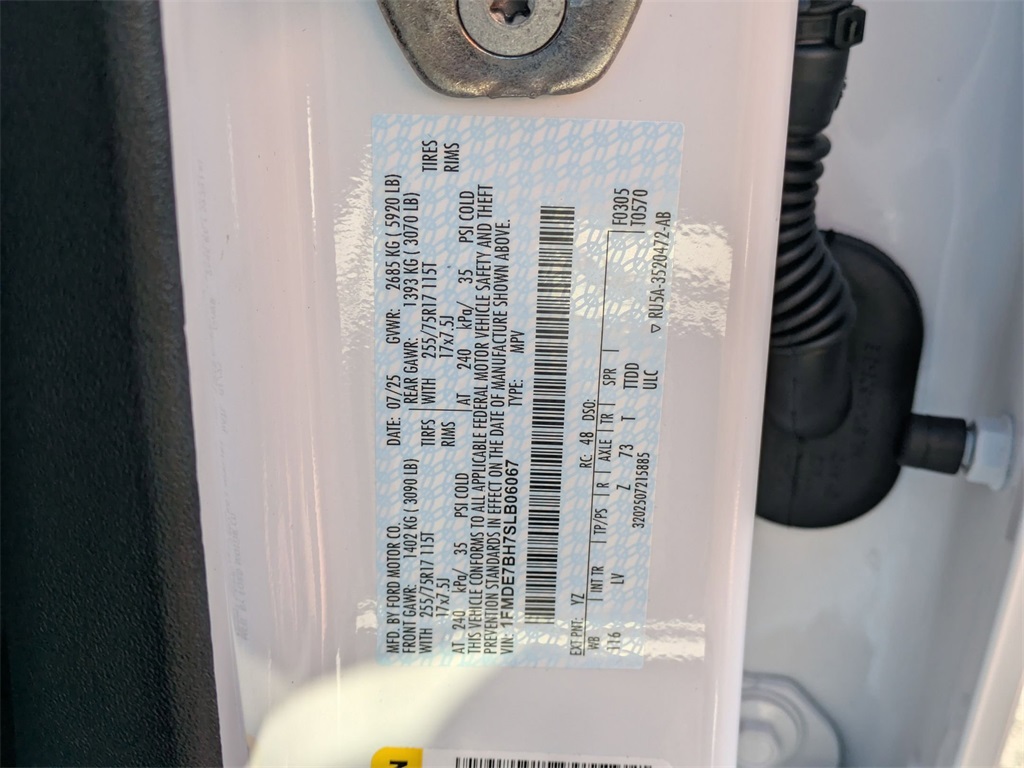 MFD. BY FORD MOTOR CO.
DATE: 07/25 GVWR: 2685 KG ( 5920 LB)
FRONT GAWR: 1402 KG ( 3090 LB) REAR GAWR: 1393 KG ( 3070 LB)
WITH 255/75R17 115T TIRES WITH 255/75R17 115T TIRES
17x7.5J RIMS 17x7.5J RIMS
AT 240 kPa/ 35 PSI COLD AT 240 kPa/ 35 PSI COLD
THIS VEHICLE CONFORMS TO ALL APPLICABLE FEDERAL MOTOR VEHICLE SAFETY AND THEFT
PREVENTION STANDARDS IN EFFECT ON THE DATE OF MANUFACTURE SHOWN ABOVE.
VIN: 1FMDE7BH7SLB06067 TYPE: MPV
EXT PNT: YZ RC: 48 DSO: F0305
WB INT TR TP/PS R AXLE TR SPR T0570
116 LV Z 73 T TTDD
ULC
3202507215885
▽ RU5A-3520472-AB
N